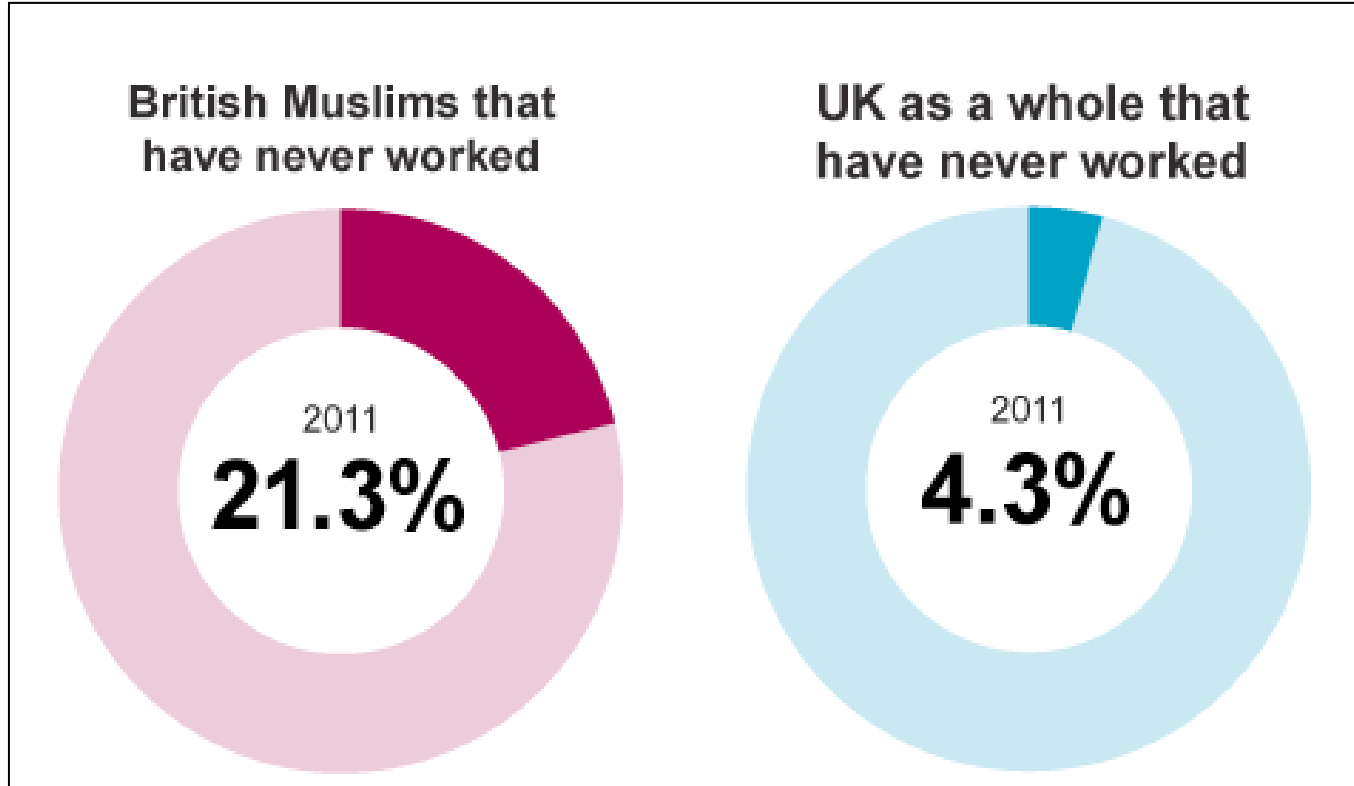 British Muslims that
have never worked
2011
21.3%
UK as a whole that
have never worked
2011
4.3%